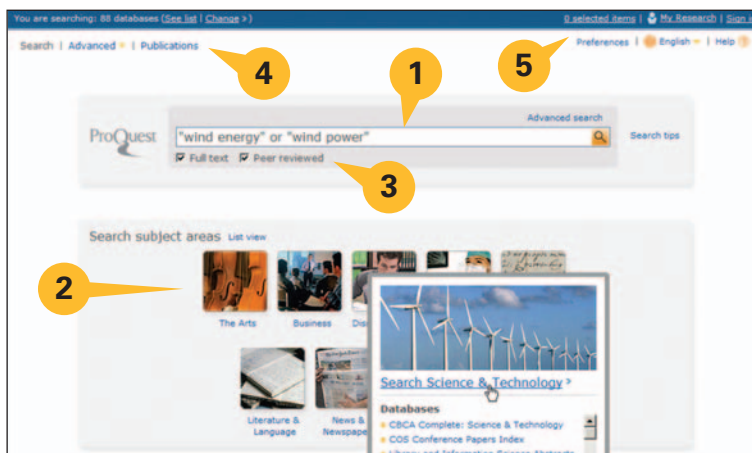 You are searching: 88 databases (See list | Change >)
0 selected items | My Research | Sign i
Search | Advanced | Publications
Preferences | English | Help
4
5
1
ProQuest
Advanced search
"wind energy" or "wind power"
Search tips
Full text Peer reviewed
3
Search subject areas List view
2
The Arts Business
Search Science & Technology >
Databases
CBCA Complete: Science & Technology
COS Conference Papers Index
Literature & Language
News & Newspape